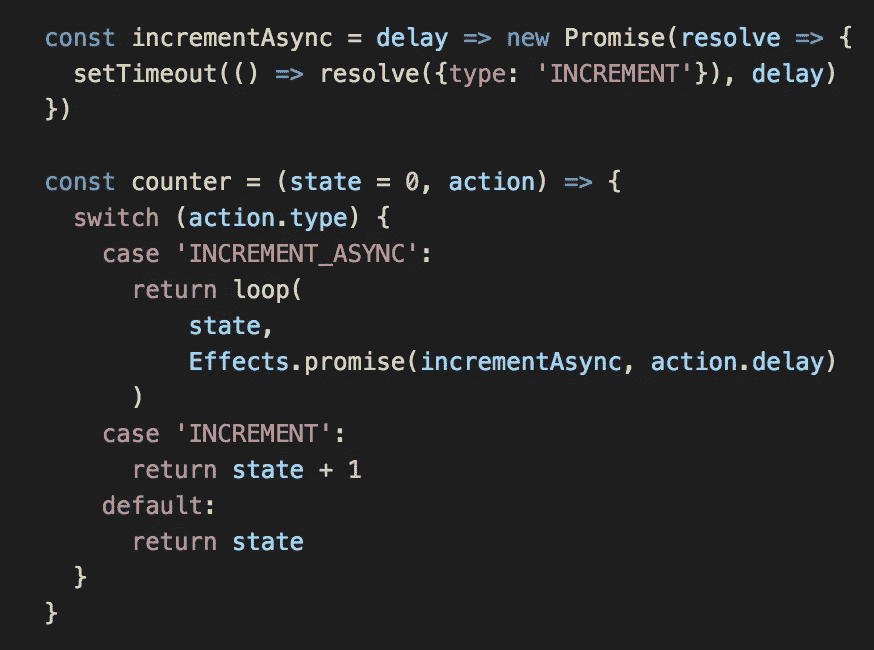 const incrementAsync = delay => new Promise(resolve => {
  setTimeout(() => resolve({type: 'INCREMENT'}), delay)
})

const counter = (state = 0, action) => {
  switch (action.type) {
    case 'INCREMENT_ASYNC':
      return loop(
          state,
          Effects.promise(incrementAsync, action.delay)
      )
    case 'INCREMENT':
      return state + 1
    default:
      return state
  }
}